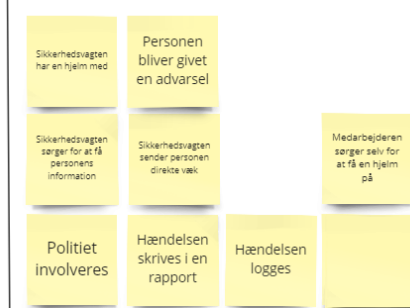 Sikkerhedsvagten
har en hjelm med
Personen
bliver givet
en advarsel
Sikkerhedsvagten
sørger for at få
personens
information
Sikkerhedsvagten
sender personen
direkte væk
Medarbejderen
sørger selv for
at få en hjelm
på
Politiet
involveres
Hændelsen
skrives i en
rapport
Hændelsen
logges